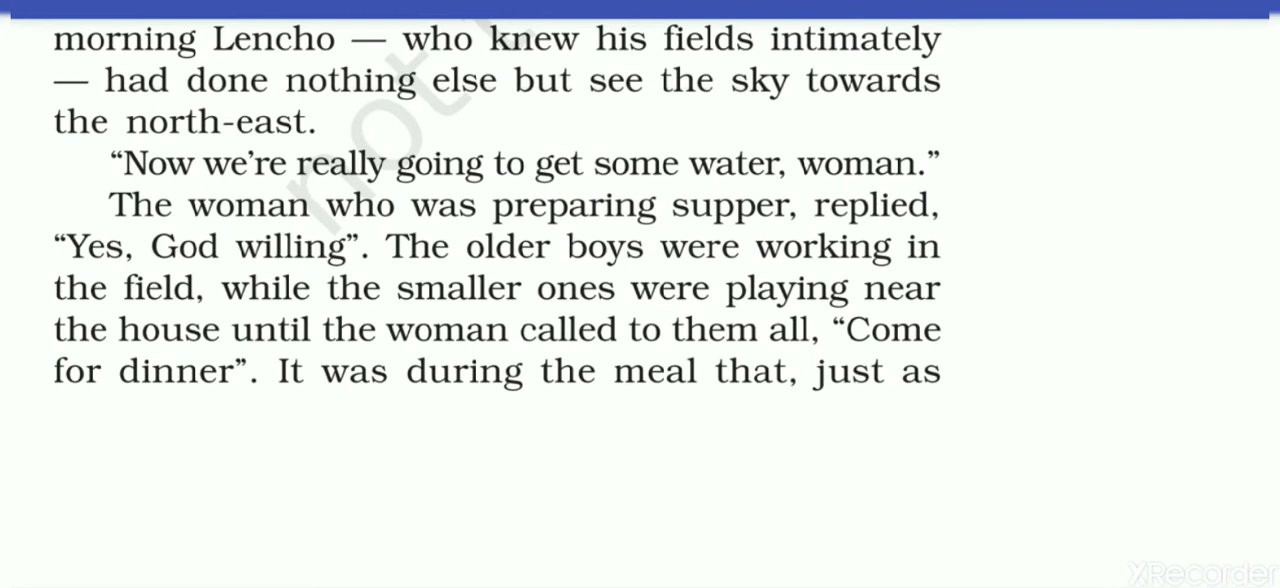 morning Lencho — who knew his fields intimately
— had done nothing else but see the sky towards
the north-east.
“Now we’re really going to get some water, woman.”
The woman who was preparing supper, replied,
“Yes, God willing”. The older boys were working in
the field, while the smaller ones were playing near
the house until the woman called to them all, “Come
for dinner”. It was during the meal that, just as
not
XRecorder